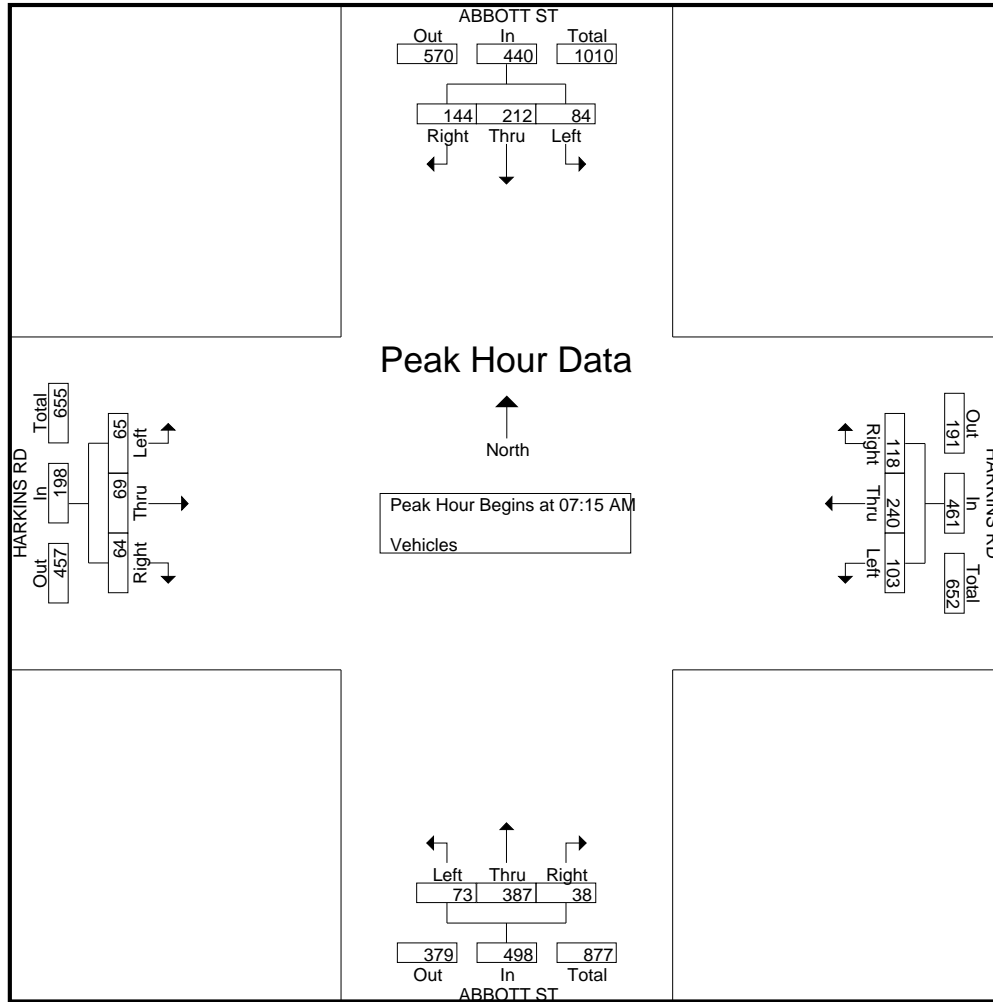 ABBOTT ST
Out In Total
570 440 1010
144 212 84
Right Thru Left
Peak Hour Data
North
Peak Hour Begins at 07:15 AM
Vehicles
HARKINS RD
Total In Out
655 198 457
65 69 64
Left Thru Right
HARKINS RD
Out In Total
191 461 652
118 240 103
Right Thru Left
Left Thru Right
73 387 38
379 498 877
Out In Total
ABBOTT ST